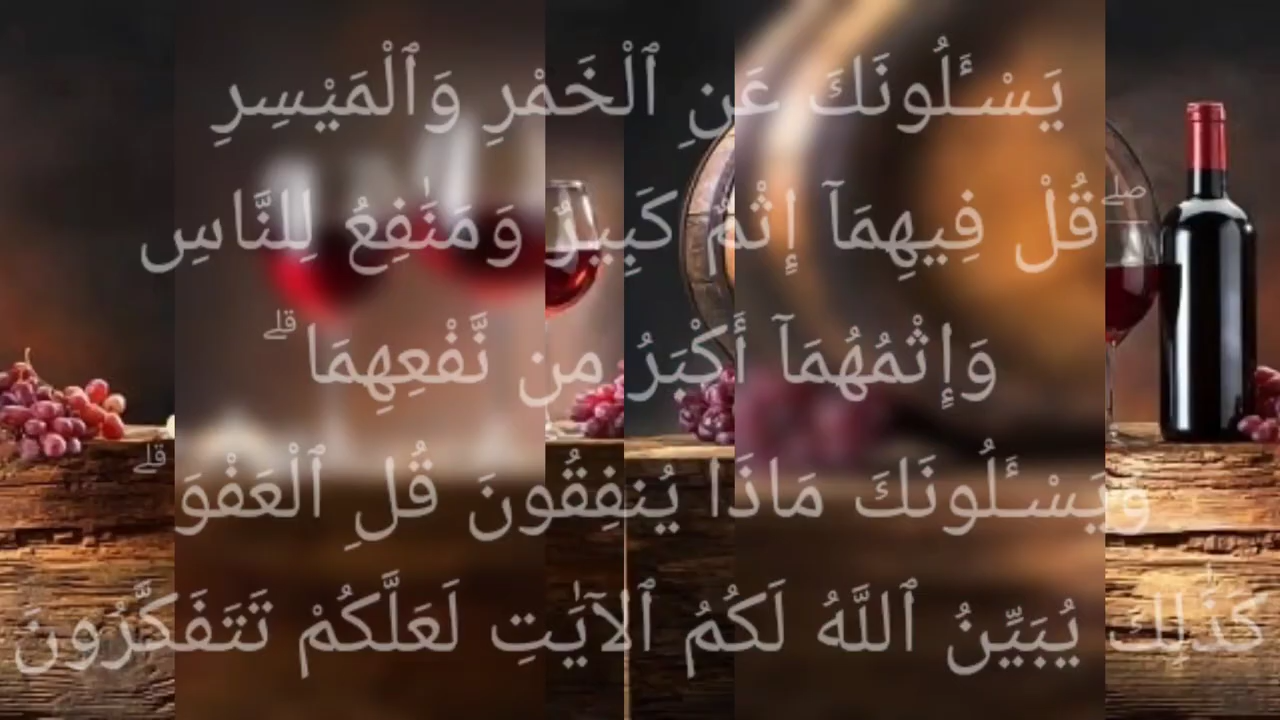 يَسْـَٔلُونَكَ عَنِ ٱلْخَمْرِ وَٱلْمَيْسِرِ
ۖ قُلْ فِيهِمَآ إِثْمٌ كَبِيرٌ وَمَنَٰفِعُ لِلنَّاسِ
وَإِثْمُهُمَآ أَكْبَرُ مِن نَّفْعِهِمَا ۗ
وَيَسْـَٔلُونَكَ مَاذَا يُنفِقُونَ قُلِ ٱلْعَفْوَ ۗ
كَذَٰلِكَ يُبَيِّنُ ٱللَّهُ لَكُمُ ٱلْآيَٰتِ لَعَلَّكُمْ تَتَفَكَّرُونَ